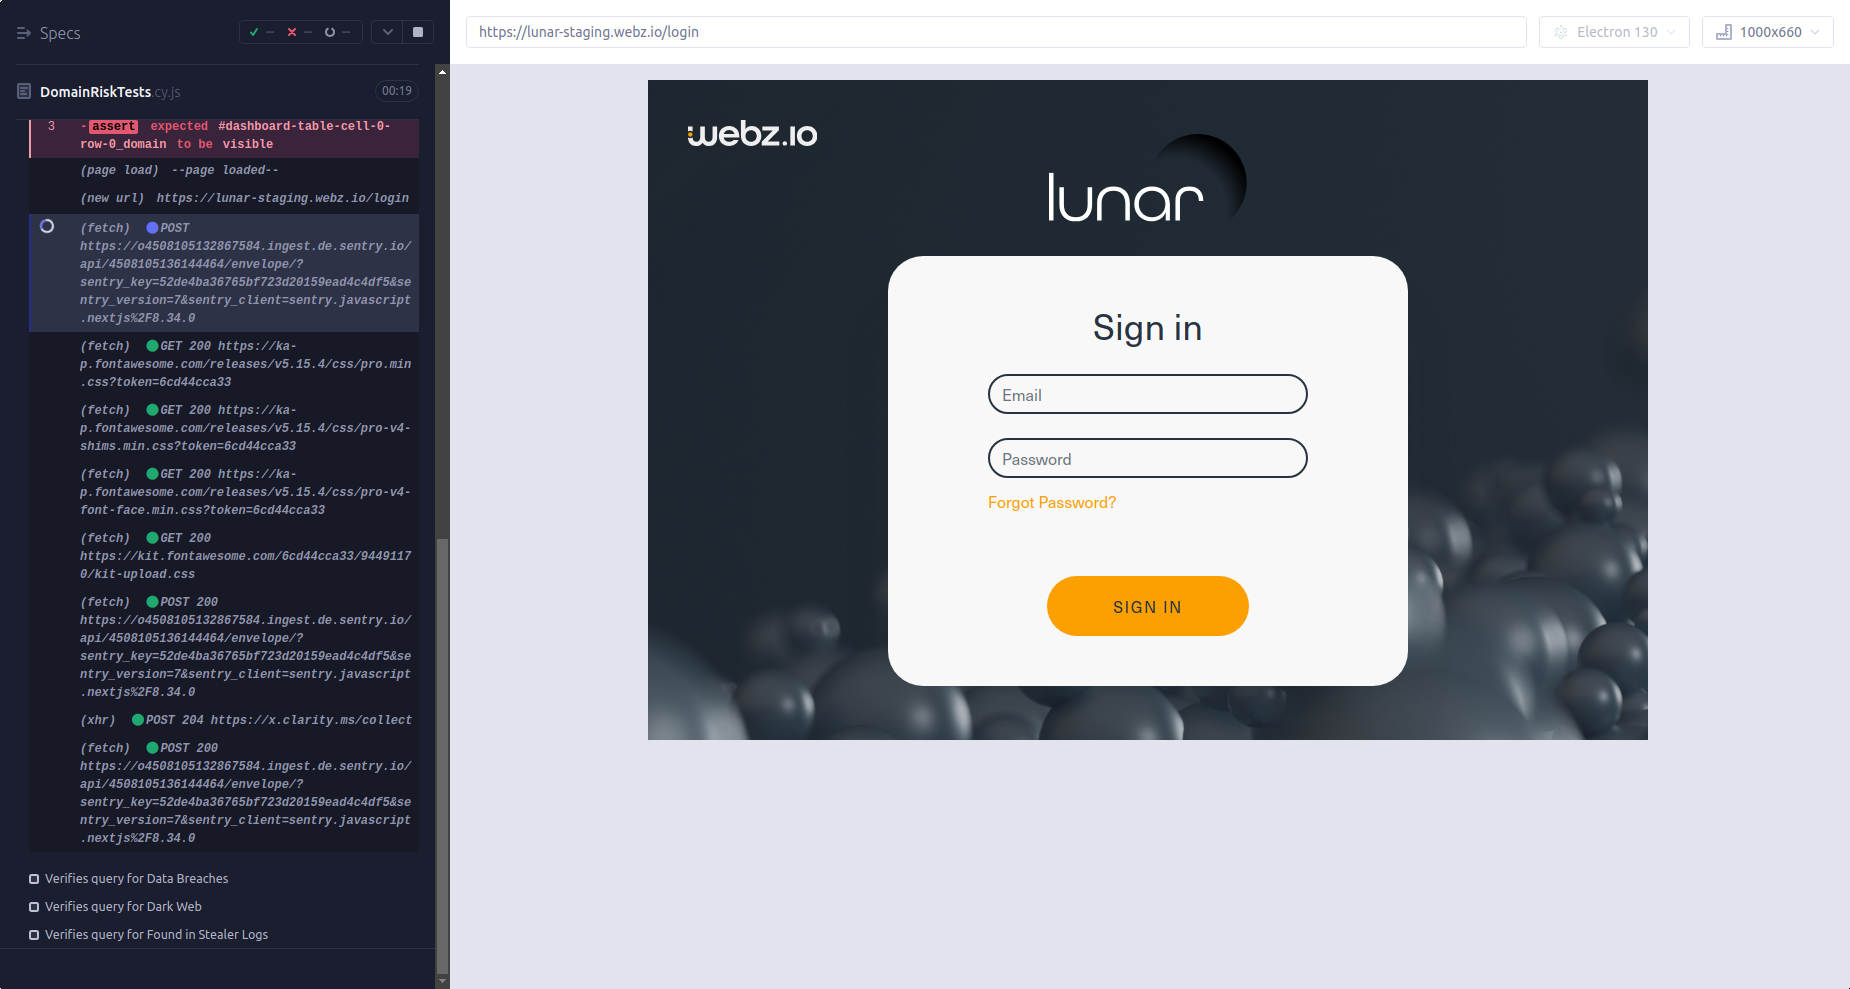 Specs
DomainRiskTests.cy.js
00:19
3 -assert expected #dashboard-table-cell-0-
row-0_domain to be visible
(page load) --page loaded--
(new url) https://lunar-staging.webz.io/login
(fetch) POST
https://o4508105132867584.ingest.de.sentry.io/
api/4508105136144464/envelope/?
sentry_key=52de4ba36765bf723d20159ead4c4df5&se
ntry_version=7&sentry_client=sentry.javascript
.nextjs%2F8.34.0
(fetch) GET 200 https://ka-
p.fontawesome.com/releases/v5.15.4/css/pro.min
.css?token=6cd44cca33
(fetch) GET 200 https://ka-
p.fontawesome.com/releases/v5.15.4/css/pro-v4-
shims.min.css?token=6cd44cca33
(fetch) GET 200 https://ka-
p.fontawesome.com/releases/v5.15.4/css/pro-v4-
font-face.min.css?token=6cd44cca33
(fetch) GET 200
https://kit.fontawesome.com/6cd44cca33/9449117
0/kit-upload.css
(fetch) POST 200
https://o4508105132867584.ingest.de.sentry.io/
api/4508105136144464/envelope/?
sentry_key=52de4ba36765bf723d20159ead4c4df5&se
ntry_version=7&sentry_client=sentry.javascript
.nextjs%2F8.34.0
(xhr) POST 204 https://x.clarity.ms/collect
(fetch) POST 200
https://o4508105132867584.ingest.de.sentry.io/
api/4508105136144464/envelope/?
sentry_key=52de4ba36765bf723d20159ead4c4df5&se
ntry_version=7&sentry_client=sentry.javascript
.nextjs%2F8.34.0
Verifies query for Data Breaches
Verifies query for Dark Web
Verifies query for Found in Stealer Logs
https://lunar-staging.webz.io/login
Electron 130
1000x660
webz.io
lunar
Sign in
Email
Password
Forgot Password?
SIGN IN